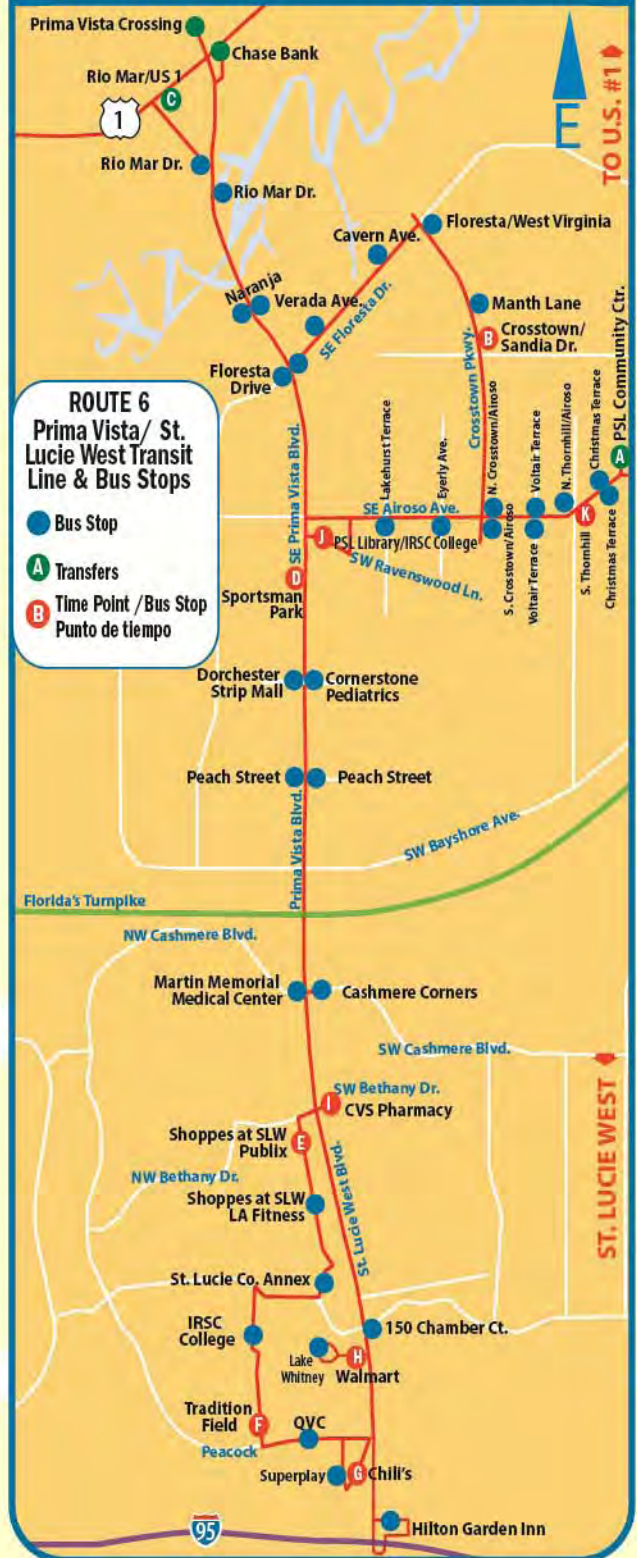 Prima Vista Crossing
Chase Bank
Rio Mar/US 1
C
1
E
TO U.S. #1
Rio Mar Dr.
Rio Mar Dr.
Floresta/West Virginia
Cavern Ave.
Naranja
Verada Ave.
SE Floresta Dr.
Manth Lane
B
Crosstown/
Sandia Dr.
Floresta
Drive
Crosstown Pkwy.
ROUTE 6
Prima Vista/ St.
Lucie West Transit
Line & Bus Stops
Bus Stop
A
Transfers
B
Time Point /Bus Stop
Punto de tiempo
SE Prima Vista Blvd.
Lakehurst Terrace
Eyerly Ave.
N. Crosstown/Airoso
Voltair Terrace
N. Thornhill/Airoso
Christmas Terrace
PSL Community Ctr.
A
SE Airoso Ave.
K
J
PSL Library/IRSC College
S. Crosstown/Airoso
Voltair Terrace
S. Thornhill
Christmas Terrace
SW Ravenswood Ln.
D
Sportsman
Park
Dorchester
Strip Mall
Cornerstone
Pediatrics
Peach Street
Peach Street
Prima Vista Blvd.
SW Bayshore Ave.
Florida's Turnpike
NW Cashmere Blvd.
Martin Memorial
Medical Center
Cashmere Corners
SW Cashmere Blvd.
SW Bethany Dr.
I
CVS Pharmacy
Shoppes at SLW
Publix
E
NW Bethany Dr.
Shoppes at SLW
LA Fitness
St. Lucie West Blvd.
ST. LUCIE WEST
St. Lucie Co. Annex
IRSC
College
150 Chamber Ct.
Lake
Whitney
H
Walmart
Tradition
Field
F
QVC
Peacock
Superplay
G
Chili's
95
Hilton Garden Inn